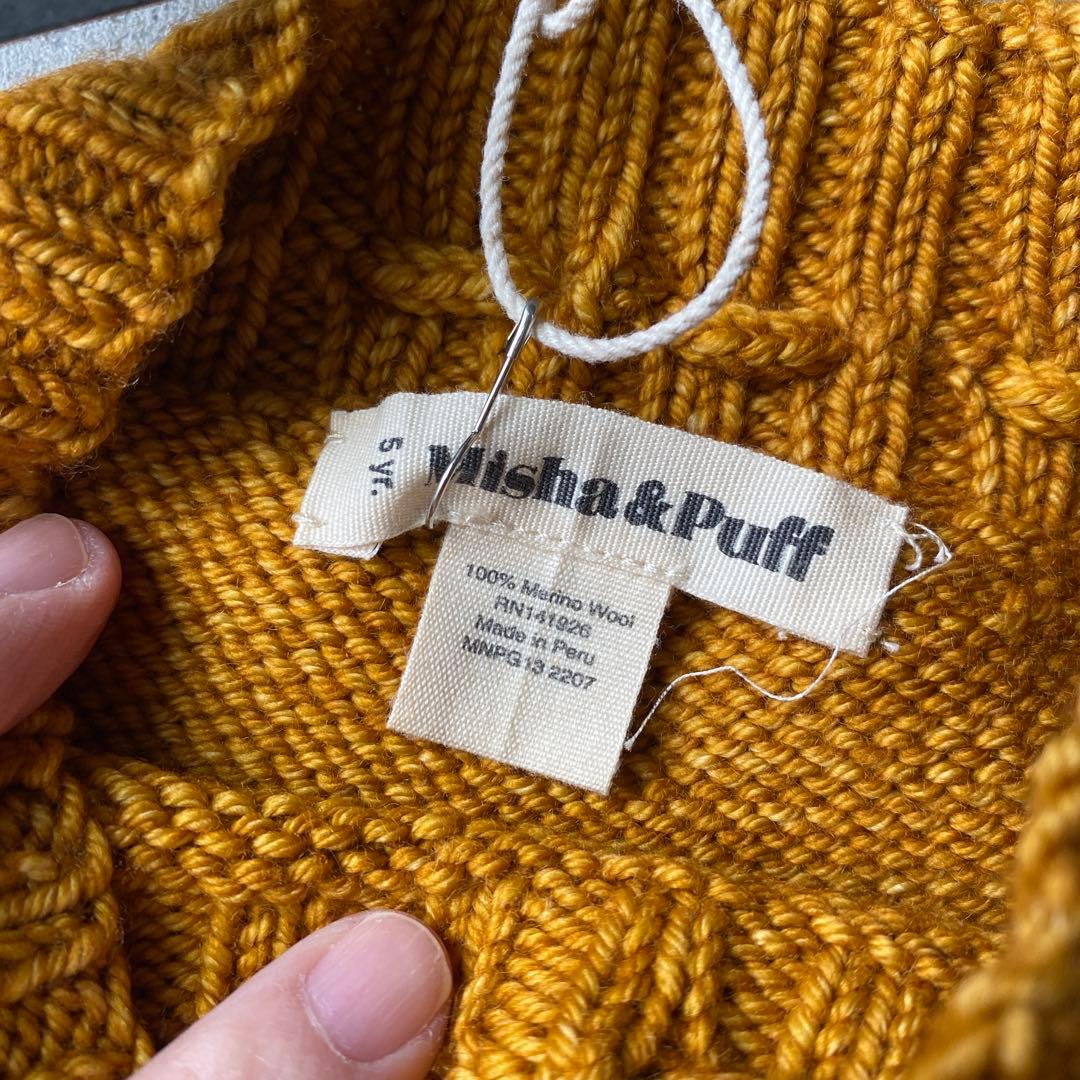 5 yr.
Misha&Puff
100% Merino Wool
RN141926
Made in Peru
MNPG13 2207